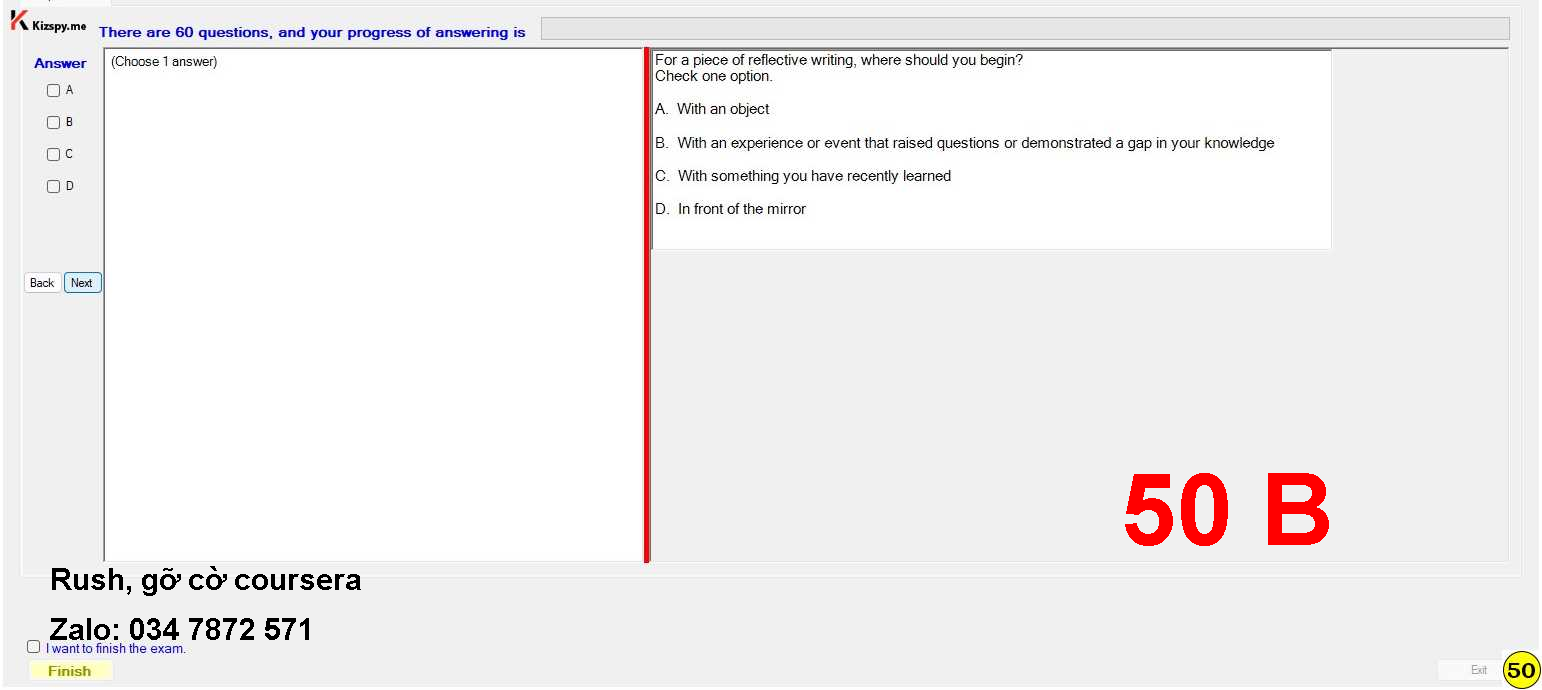 Kizspy.me
There are 60 questions, and your progress of answering is
Answer
A
B
C
D
Back
Next
(Choose 1 answer)
For a piece of reflective writing, where should you begin?
Check one option.
A. With an object
B. With an experience or event that raised questions or demonstrated a gap in your knowledge
C. With something you have recently learned
D. In front of the mirror
50 B
Rush, gỡ cờ coursera
Zalo: 034 7872 571
I want to finish the exam.
Finish
Exit
50